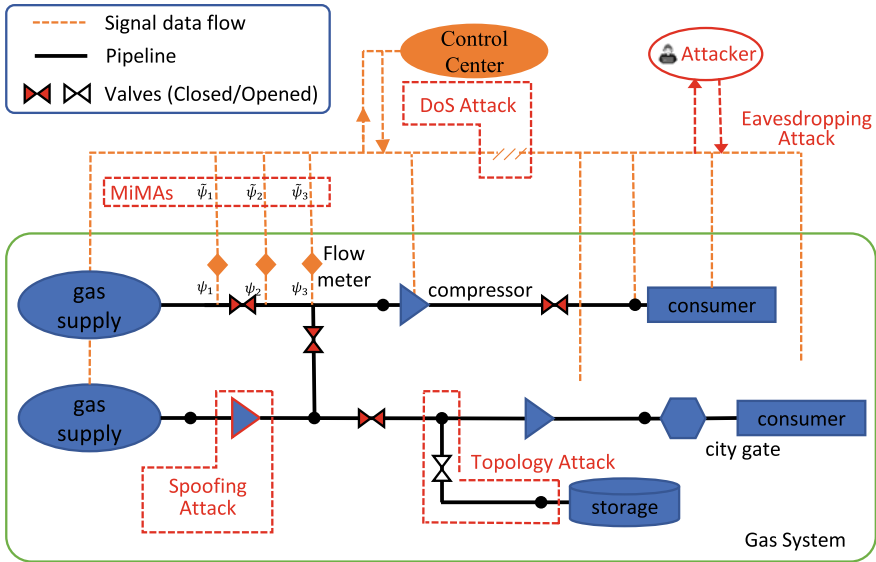 Signal data flow
Pipeline
Valves (Closed/Opened)
Control
Center
Attacker
DoS Attack
Eavesdropping
Attack
MiMAs
ψ̃₁
ψ̃₂
ψ̃₃
Flow
meter
ψ₁
ψ₂
ψ₃
gas
supply
compressor
consumer
gas
supply
consumer
city gate
Spoofing
Attack
Topology Attack
storage
Gas System